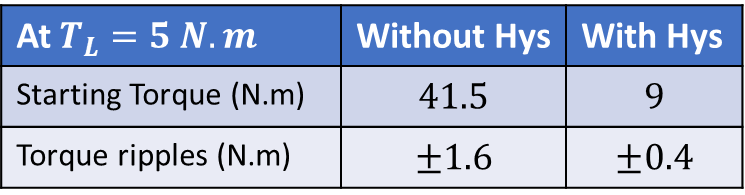 At T_L = 5 N.m Without Hys With Hys
Starting Torque (N.m) 41.5 9
Torque ripples (N.m) ±1.6 ±0.4